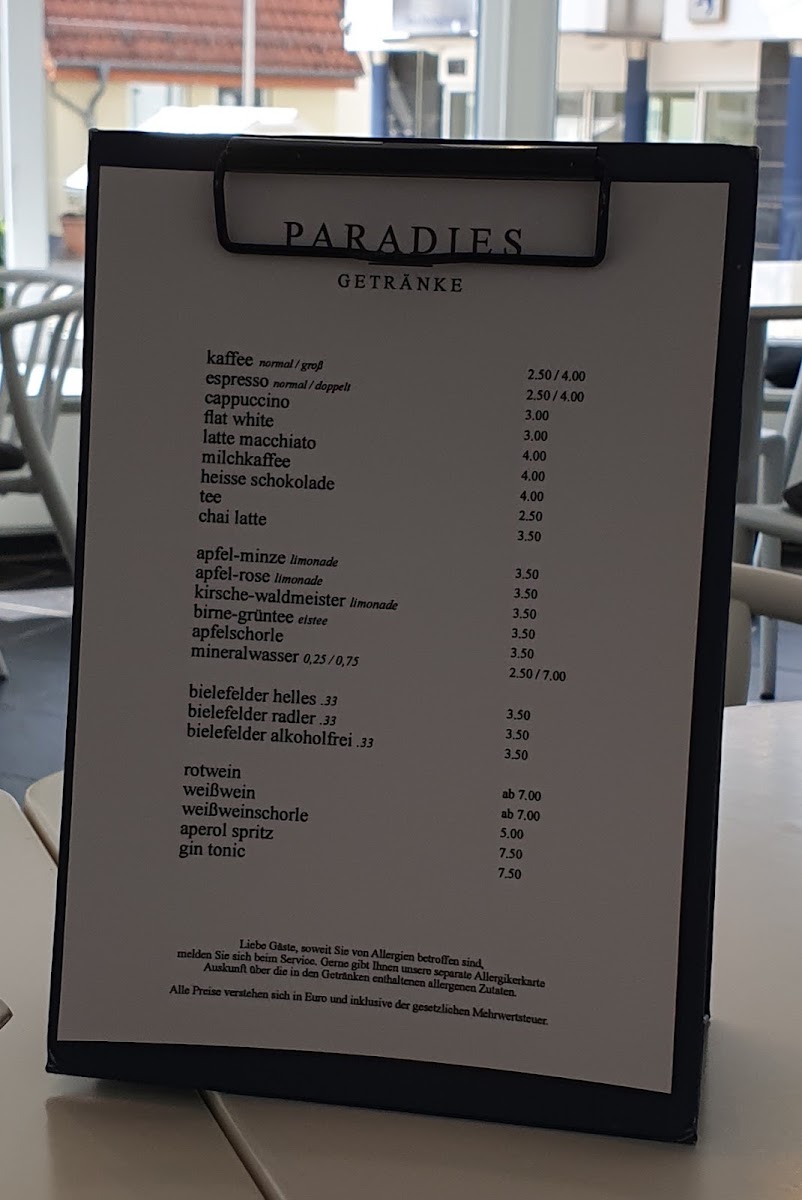 PARADIES
GETRÄNKE
kaffee normal / groß 2.50 / 4.00
espresso normal / doppelt 2.50 / 4.00
cappuccino 3.00
flat white 3.00
latte macchiato 4.00
milchkaffee 4.00
heisse schokolade 4.00
tee 2.50
chai latte 3.50
apfel-minze limonade 3.50
apfel-rose limonade 3.50
kirsche-waldmeister limonade 3.50
birne-grüntee eistee 3.50
apfelschorle 3.50
mineralwasser 0,25 / 0,75 2.50 / 7.00
bielefelder helles .33 3.50
bielefelder radler .33 3.50
bielefelder alkoholfrei .33 3.50
rotwein ab 7.00
weißwein ab 7.00
weißweinschorle 5.00
aperol spritz 7.50
gin tonic 7.50
Liebe Gäste, soweit Sie von Allergien betroffen sind,
melden Sie sich beim Service. Gerne gibt Ihnen unsere separate Allergikerkarte
Auskunft über die in den Getränken enthaltenen allergenen Zutaten.
Alle Preise verstehen sich in Euro und inklusive der gesetzlichen Mehrwertsteuer.